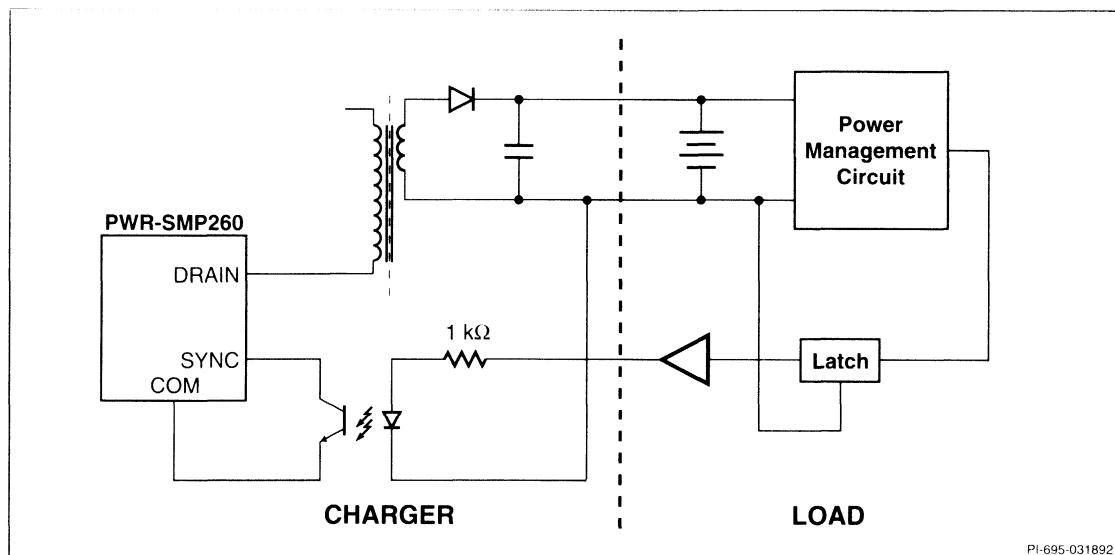 Power
Management
Circuit
PWR-SMP260
DRAIN
SYNC
COM
1 kΩ
Latch
CHARGER
LOAD
PI-695-031892